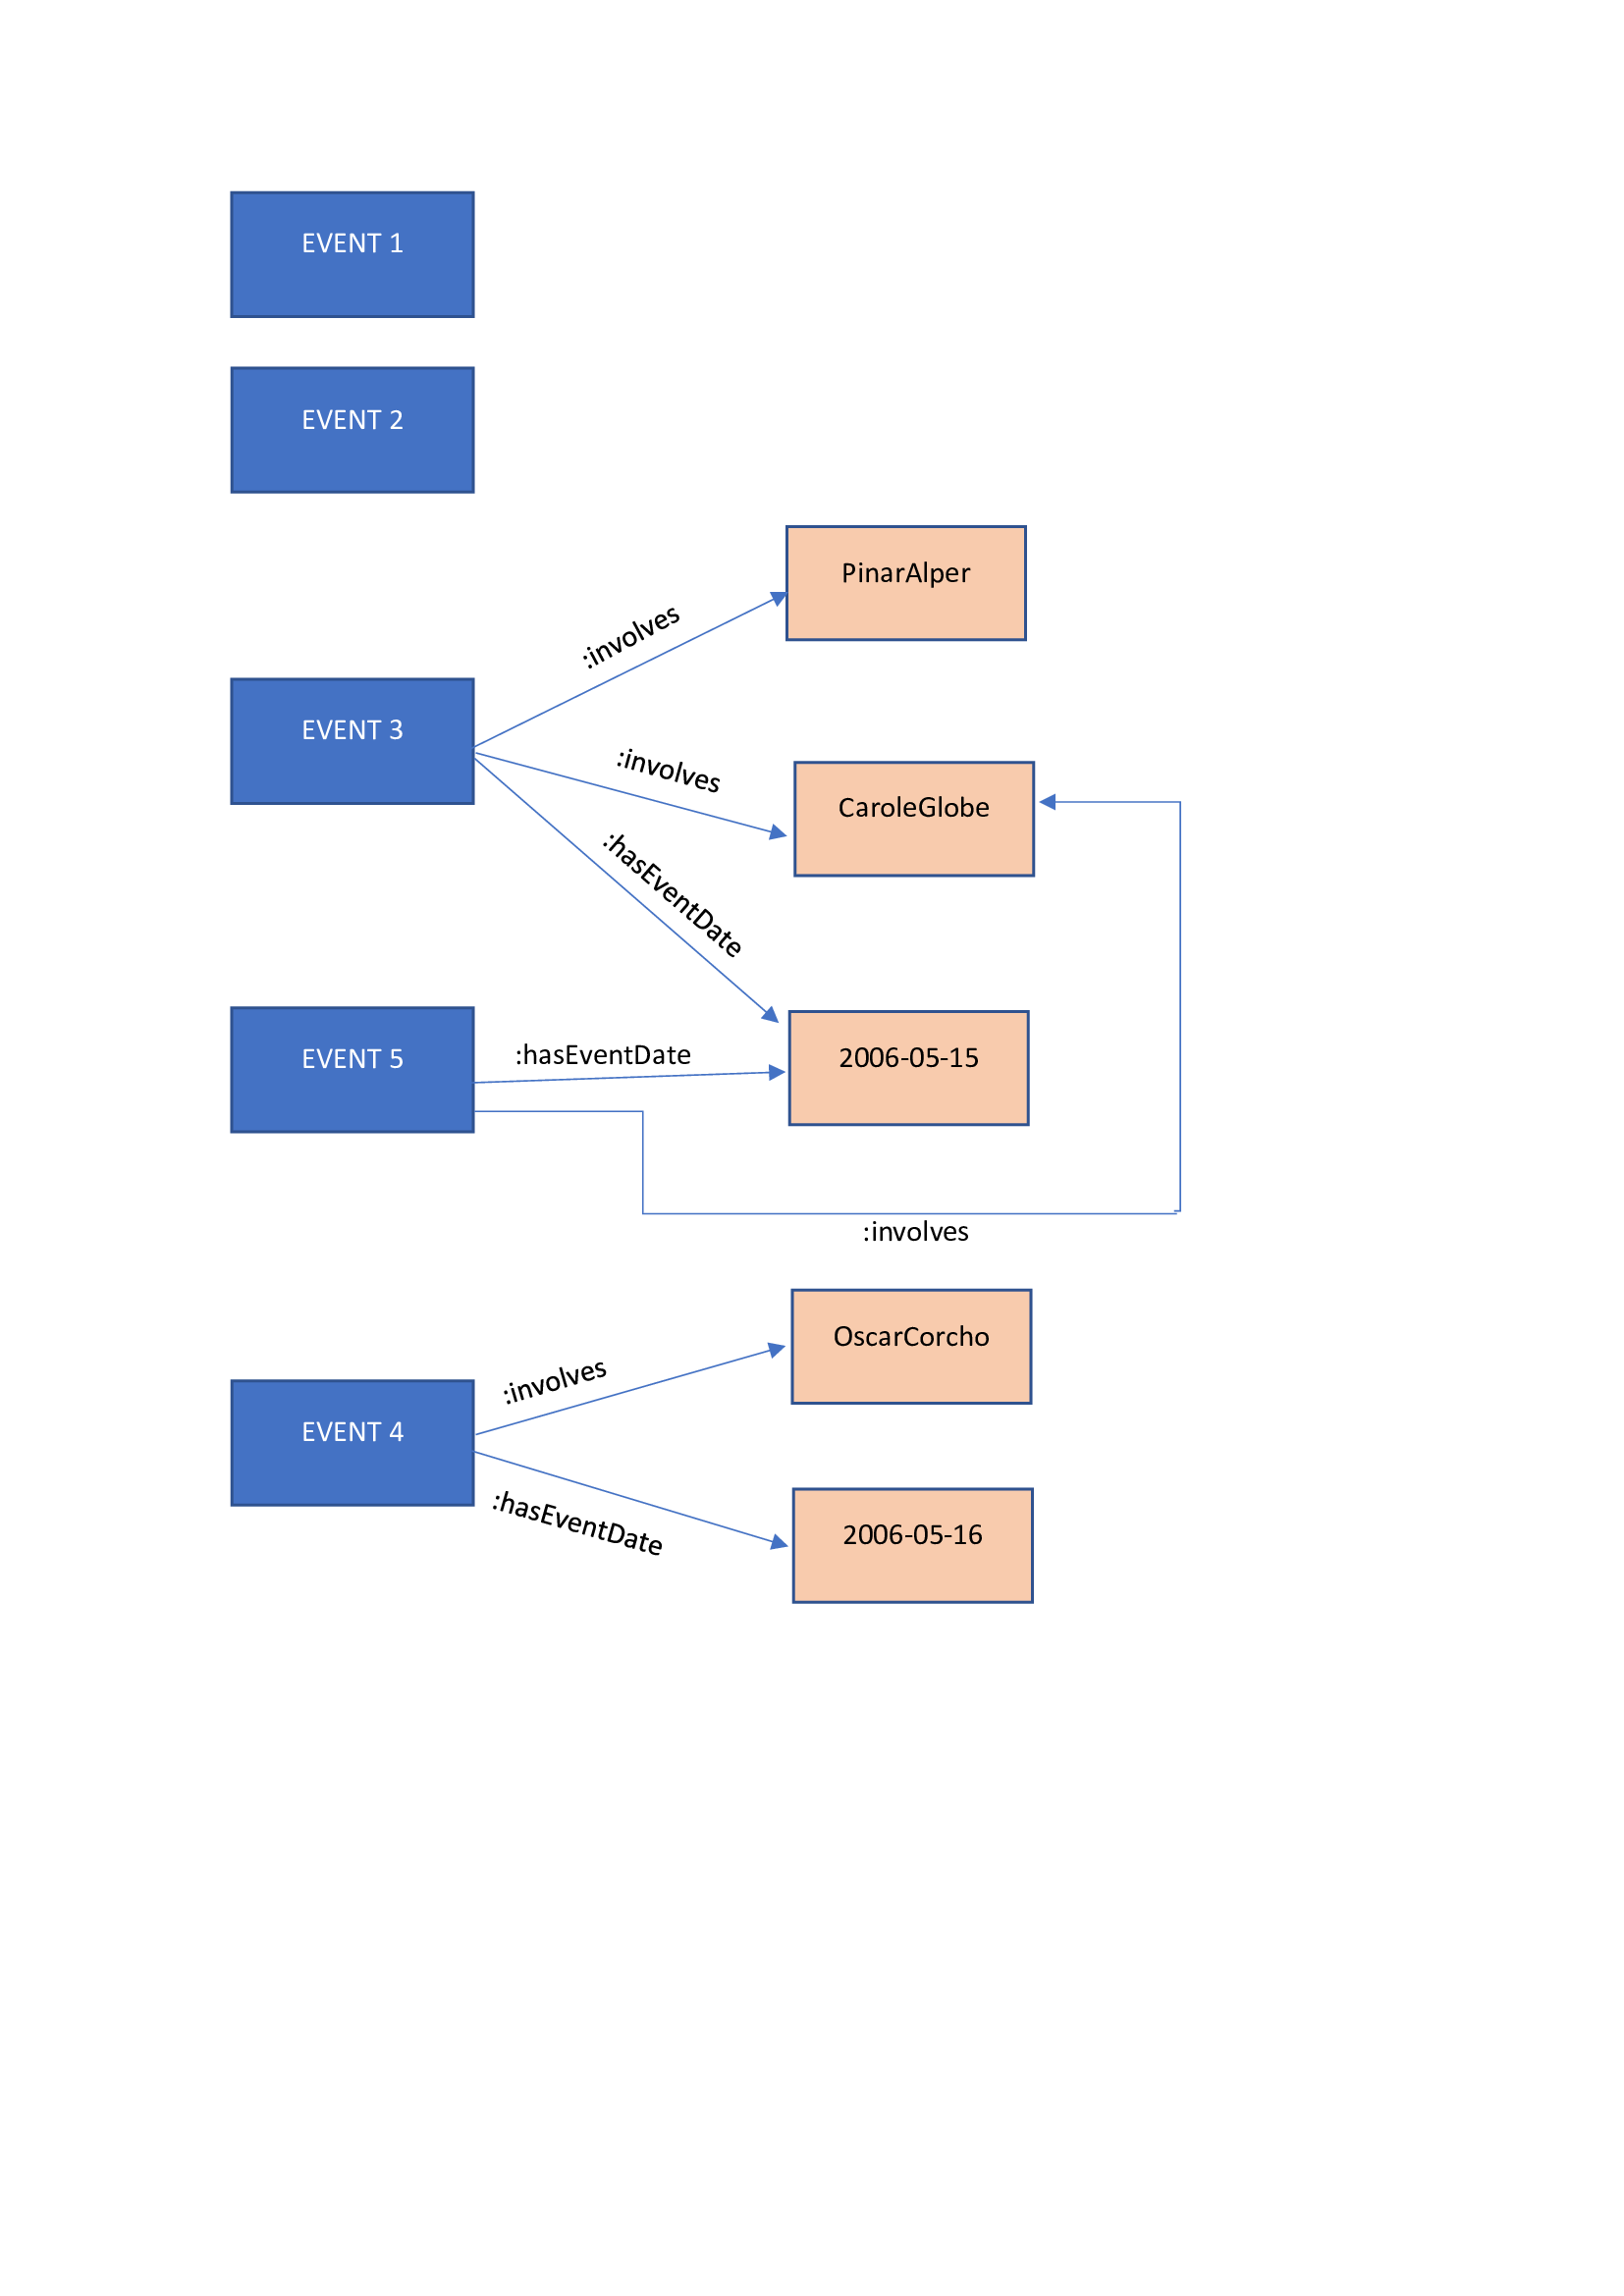 EVENT 1
EVENT 2
PinarAlper
:involves
EVENT 3
:involves
CaroleGlobe
:hasEventDate
EVENT 5
:hasEventDate
2006-05-15
:involves
OscarCorcho
:involves
EVENT 4
:hasEventDate
2006-05-16